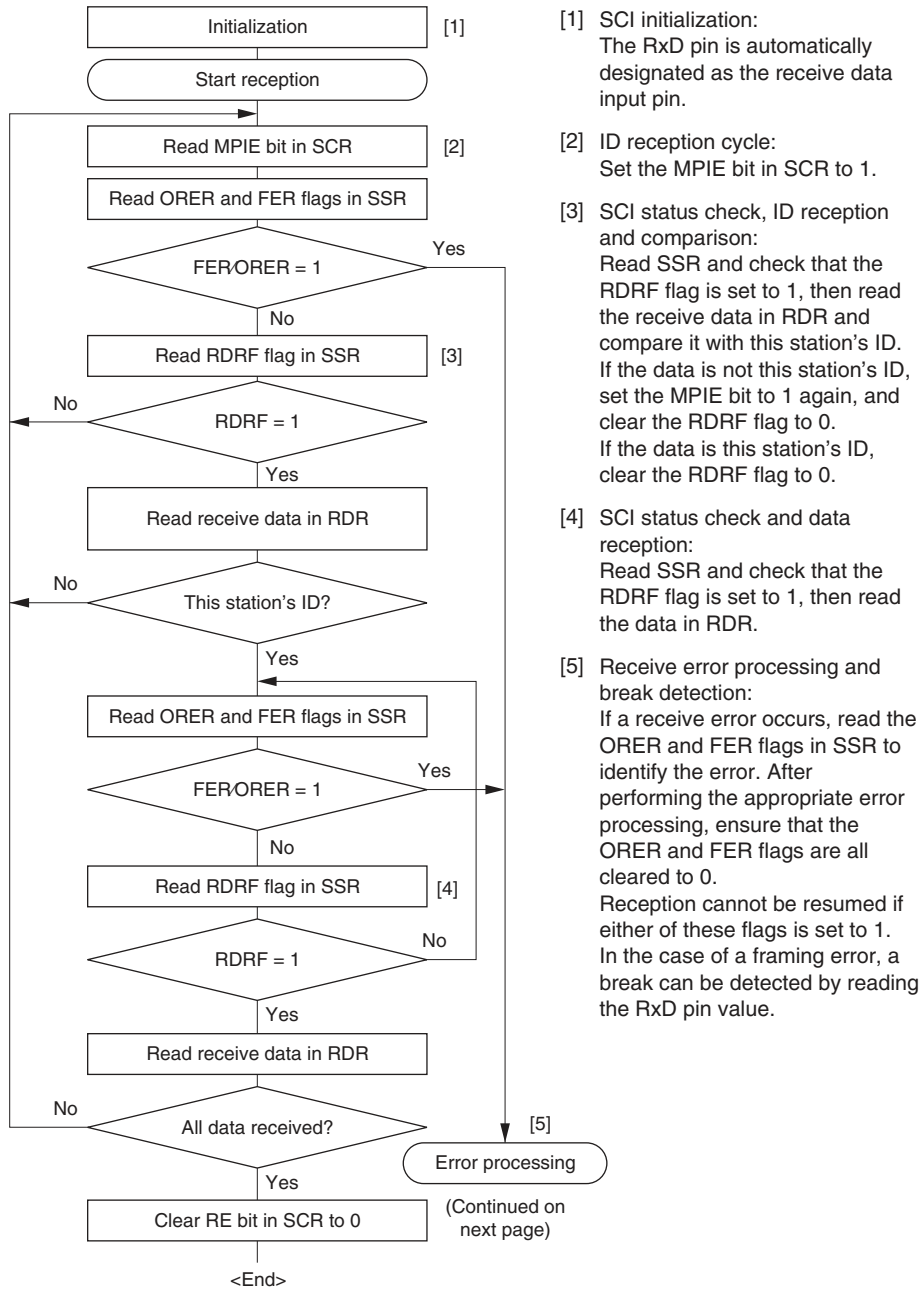 Initialization
[1]
Start reception
Read MPIE bit in SCR
[2]
Read ORER and FER flags in SSR
Yes
FER/ORER = 1
No
Read RDRF flag in SSR
[3]
No
RDRF = 1
Yes
Read receive data in RDR
No
This station's ID?
Yes
Read ORER and FER flags in SSR
Yes
FER/ORER = 1
No
Read RDRF flag in SSR
[4]
No
RDRF = 1
Yes
Read receive data in RDR
No
All data received?
[5]
Error processing
Yes
(Continued on
next page)
Clear RE bit in SCR to 0
<End>
[1] SCI initialization:
The RxD pin is automatically
designated as the receive data
input pin.
[2] ID reception cycle:
Set the MPIE bit in SCR to 1.
[3] SCI status check, ID reception
and comparison:
Read SSR and check that the
RDRF flag is set to 1, then read
the receive data in RDR and
compare it with this station's ID.
If the data is not this station's ID,
set the MPIE bit to 1 again, and
clear the RDRF flag to 0.
If the data is this station's ID,
clear the RDRF flag to 0.
[4] SCI status check and data
reception:
Read SSR and check that the
RDRF flag is set to 1, then read
the data in RDR.
[5] Receive error processing and
break detection:
If a receive error occurs, read the
ORER and FER flags in SSR to
identify the error. After
performing the appropriate error
processing, ensure that the
ORER and FER flags are all
cleared to 0.
Reception cannot be resumed if
either of these flags is set to 1.
In the case of a framing error, a
break can be detected by reading
the RxD pin value.